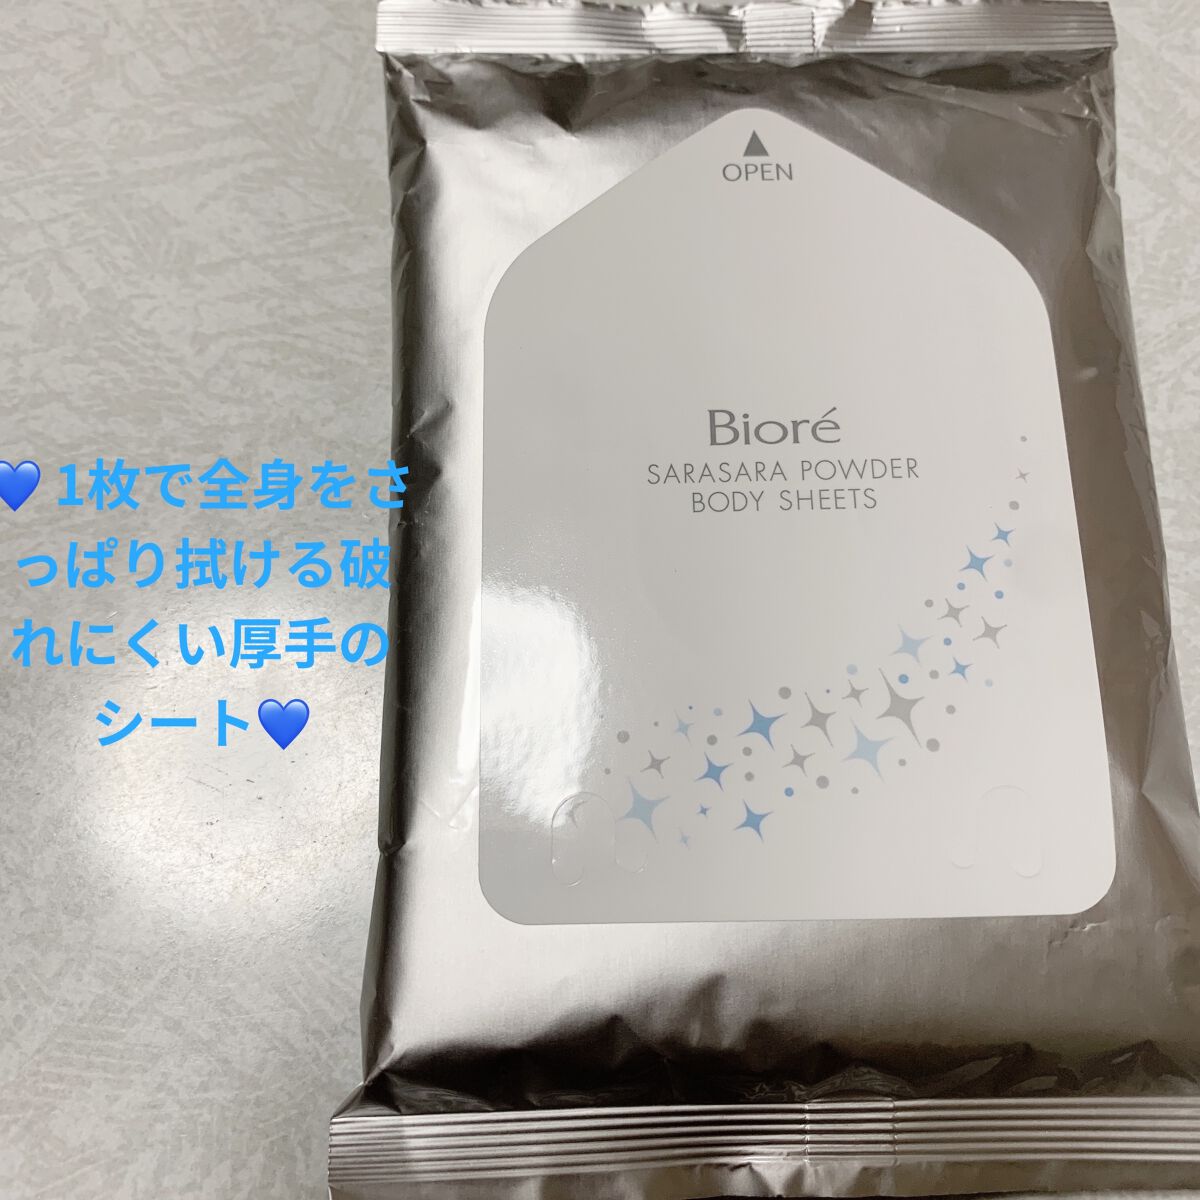 OPEN
Bioré
SARASARA POWDER
BODY SHEETS
💙 1枚で全身をさ
っぱり拭ける破
れにくい厚手の
シート💙